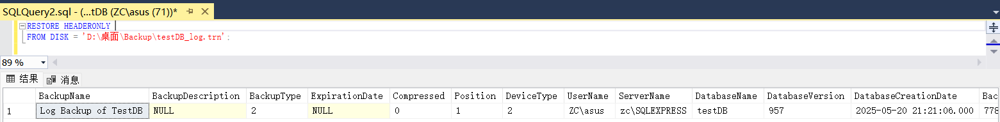 SQLQuery2.sql - (...tDB (ZC\asus (71))*
RESTORE HEADERONLY
FROM DISK = 'D:\桌面\Backup\testDB_log.trn';
89 %
结果 消息
BackupName BackupDescription BackupType ExpirationDate Compressed Position DeviceType UserName ServerName DatabaseName DatabaseVersion DatabaseCreationDate Bac
1 Log Backup of TestDB NULL 2 NULL 0 1 2 ZC\asus zc\SQLEXPRESS testDB 957 2025-05-20 21:21:06.000 778